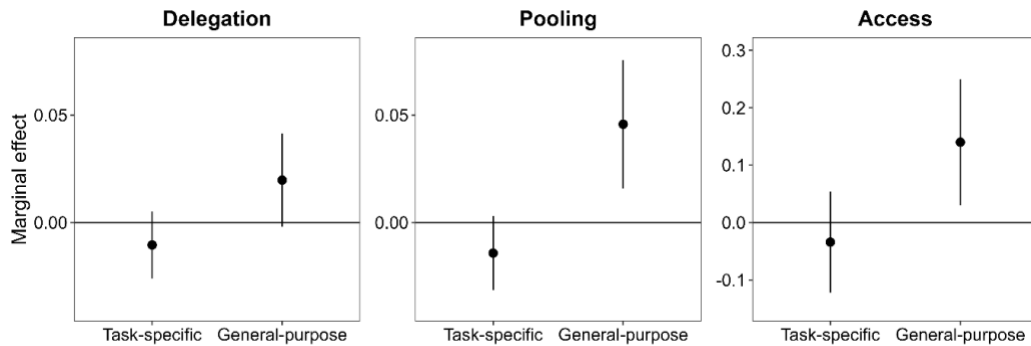 Delegation
Pooling
Access
Marginal effect
0.05
0.00
Task-specific
General-purpose
0.05
0.00
Task-specific
General-purpose
0.3
0.2
0.1
0.0
-0.1
Task-specific
General-purpose